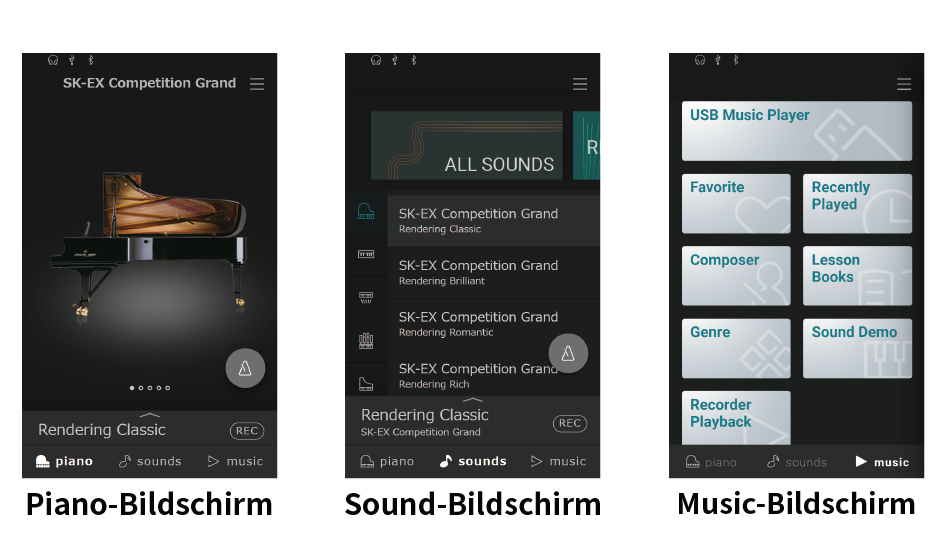 SK-EX Competition Grand
Rendering Classic
REC
piano
sounds
music
Piano-Bildschirm
ALL SOUNDS
R
SK-EX Competition Grand
Rendering Classic
SK-EX Competition Grand
Rendering Brilliant
SK-EX Competition Grand
Rendering Romantic
SK-EX Competition Grand
Rendering Rich
Rendering Classic
SK-EX Competition Grand
REC
piano
sounds
music
Sound-Bildschirm
USB Music Player
Favorite
Recently
Played
Composer
Lesson
Books
Genre
Sound Demo
Recorder
Playback
piano
sounds
music
Music-Bildschirm